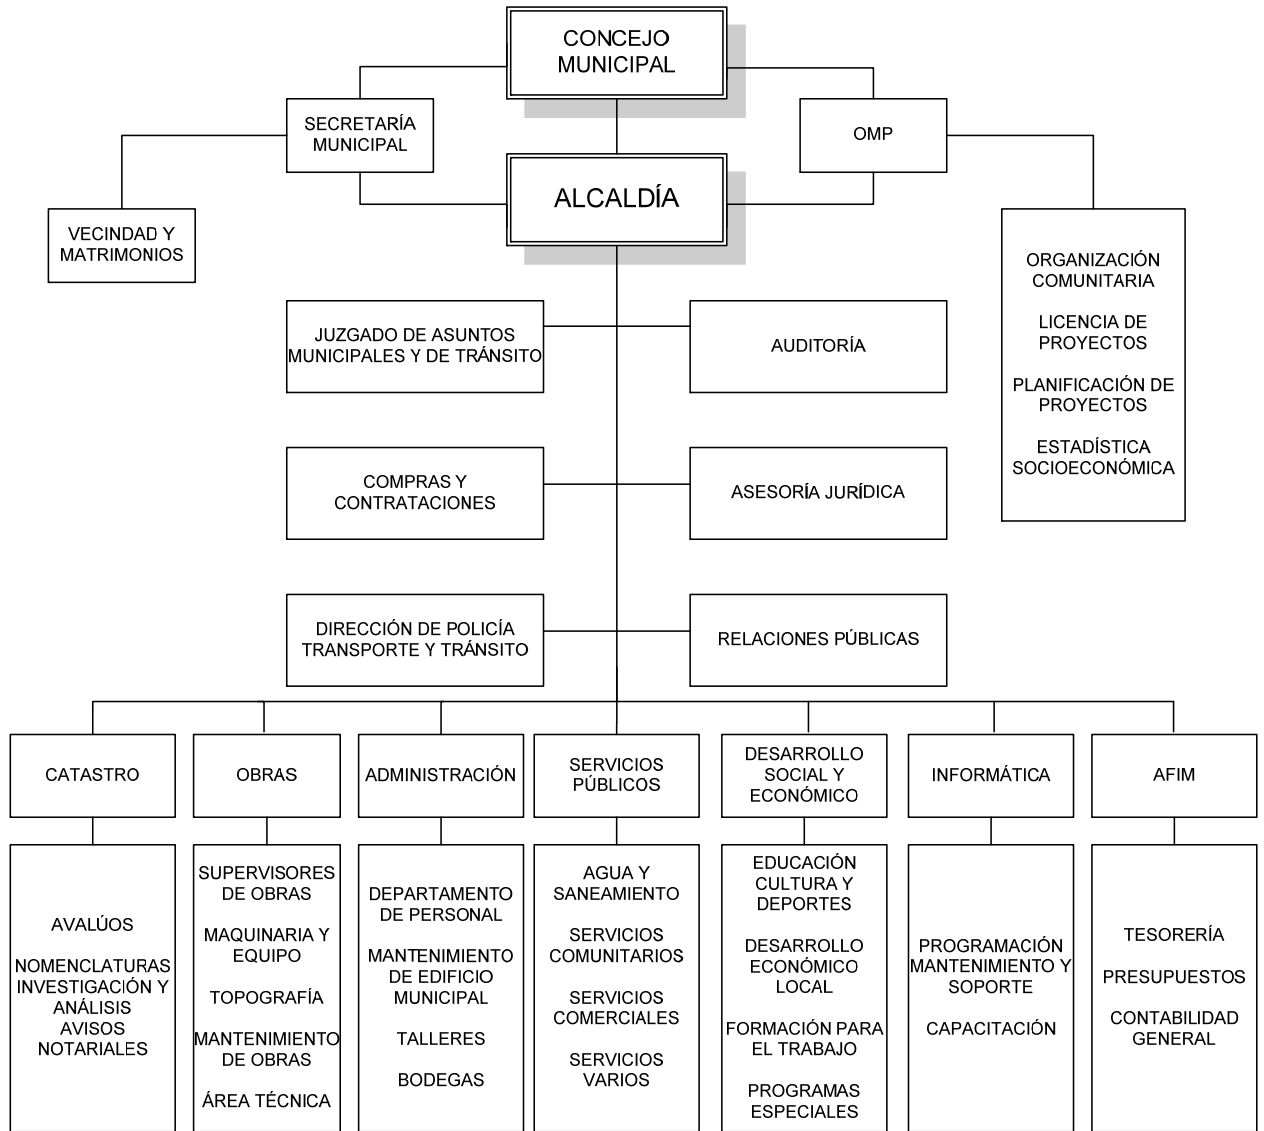 CONCEJO
MUNICIPAL
SECRETARÍA
MUNICIPAL
OMP
ALCALDÍA
VECINDAD Y
MATRIMONIOS
ORGANIZACIÓN
COMUNITARIA
LICENCIA DE
PROYECTOS
PLANIFICACIÓN DE
PROYECTOS
ESTADÍSTICA
SOCIOECONÓMICA
JUZGADO DE ASUNTOS
MUNICIPALES Y DE TRÁNSITO
AUDITORÍA
COMPRAS Y
CONTRATACIONES
ASESORÍA JURÍDICA
DIRECCIÓN DE POLICÍA
TRANSPORTE Y TRÁNSITO
RELACIONES PÚBLICAS
CATASTRO
OBRAS
ADMINISTRACIÓN
SERVICIOS
PÚBLICOS
DESARROLLO
SOCIAL Y
ECONÓMICO
INFORMÁTICA
AFIM
AVALÚOS
NOMENCLATURAS
INVESTIGACIÓN Y
ANÁLISIS
AVISOS
NOTARIALES
SUPERVISORES
DE OBRAS
MAQUINARIA Y
EQUIPO
TOPOGRAFÍA
MANTENIMIENTO
DE OBRAS
ÁREA TÉCNICA
DEPARTAMENTO
DE PERSONAL
MANTENIMIENTO
DE EDIFICIO
MUNICIPAL
TALLERES
BODEGAS
AGUA Y
SANEAMIENTO
SERVICIOS
COMUNITARIOS
SERVICIOS
COMERCIALES
SERVICIOS
VARIOS
EDUCACIÓN
CULTURA Y
DEPORTES
DESARROLLO
ECONÓMICO
LOCAL
FORMACIÓN PARA
EL TRABAJO
PROGRAMAS
ESPECIALES
PROGRAMACIÓN
MANTENIMIENTO Y
SOPORTE
CAPACITACIÓN
TESORERÍA
PRESUPUESTOS
CONTABILIDAD
GENERAL